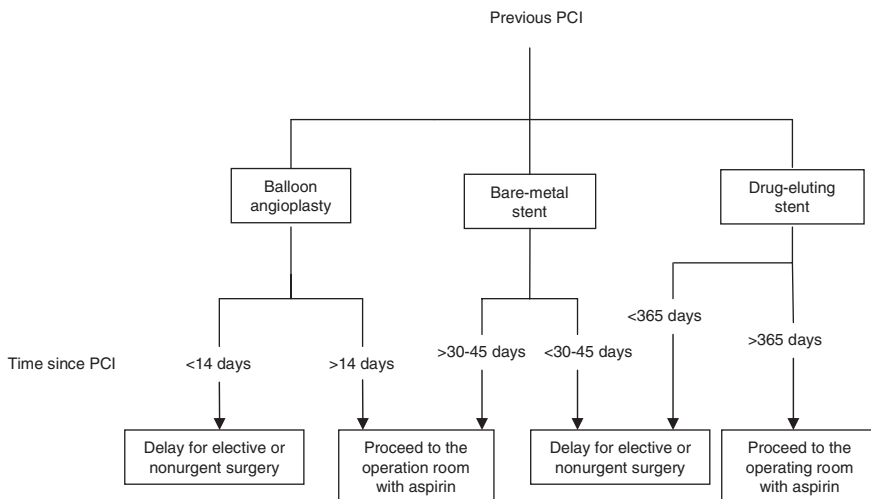 Previous PCI
Balloon
angioplasty
Bare-metal
stent
Drug-eluting
stent
Time since PCI
<14 days
>14 days
>30-45 days
<30-45 days
<365 days
>365 days
Delay for elective or
nonurgent surgery
Proceed to the
operation room
with aspirin
Delay for elective or
nonurgent surgery
Proceed to the
operating room
with aspirin